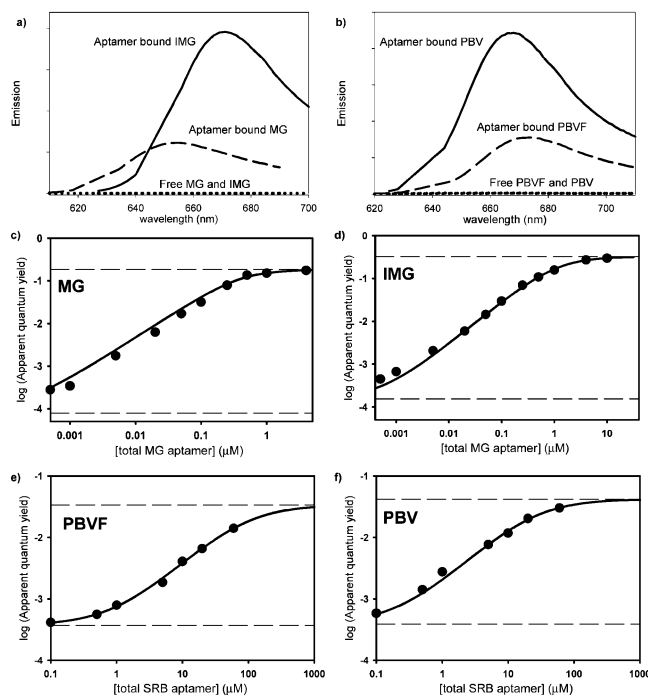 a)
Aptamer bound IMG
Aptamer bound MG
Free MG and IMG
Emission
620 640 660 680 700
wavelength (nm)
b)
Aptamer bound PBV
Aptamer bound PBVF
Free PBVF and PBV
Emission
620 640 660 680 700
wavelength (nm)
c)
MG
log (Apparent quantum yield)
0
-1
-2
-3
-4
0.001 0.01 0.1 1
[total MG aptamer] (μM)
d)
IMG
log (Apparent quantum yield)
0
-1
-2
-3
-4
0.001 0.01 0.1 1 10
[total MG aptamer] (μM)
e)
PBVF
log (Apparent quantum yield)
-1
-2
-3
-4
0.1 1 10 100 1000
[total SRB aptamer] (μM)
f)
PBV
log (Apparent quantum yield)
-1
-2
-3
-4
0.1 1 10 100 1000
[total SRB aptamer] (μM)